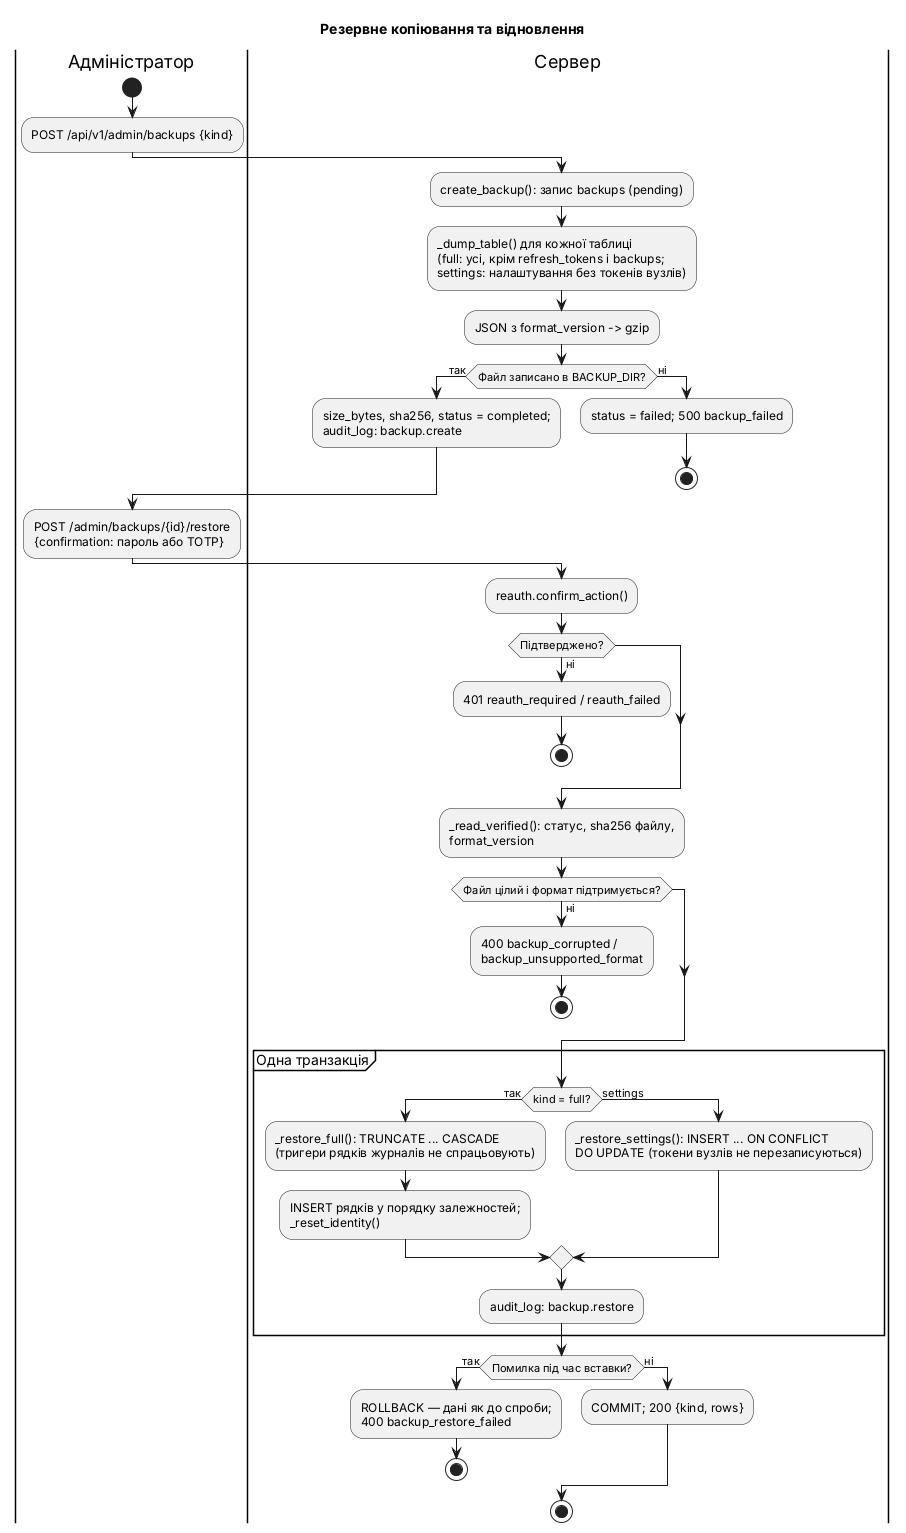 Резервне копіювання та відновлення
Адміністратор
Сервер
POST /api/v1/admin/backups {kind}
create_backup(): запис backups (pending)
_dump_table() для кожної таблиці
(full: усі, крім refresh_tokens і backups;
settings: налаштування без токенів вузлів)
JSON з format_version -> gzip
так
Файл записано в BACKUP_DIR?
ні
size_bytes, sha256, status = completed;
audit_log: backup.create
status = failed; 500 backup_failed
POST /admin/backups/{id}/restore
{confirmation: пароль або TOTP}
reauth.confirm_action()
Підтверджено?
ні
401 reauth_required / reauth_failed
_read_verified(): статус, sha256 файлу,
format_version
Файл цілий і формат підтримується?
ні
400 backup_corrupted /
backup_unsupported_format
Одна транзакція
так
kind = full?
settings
_restore_full(): TRUNCATE ... CASCADE
(тригери рядків журналів не спрацьовують)
_restore_settings(): INSERT ... ON CONFLICT
DO UPDATE (токени вузлів не перезаписуються)
INSERT рядків у порядку залежностей;
_reset_identity()
audit_log: backup.restore
так
Помилка під час вставки?
ні
ROLLBACK — дані як до спроби;
400 backup_restore_failed
COMMIT; 200 {kind, rows}